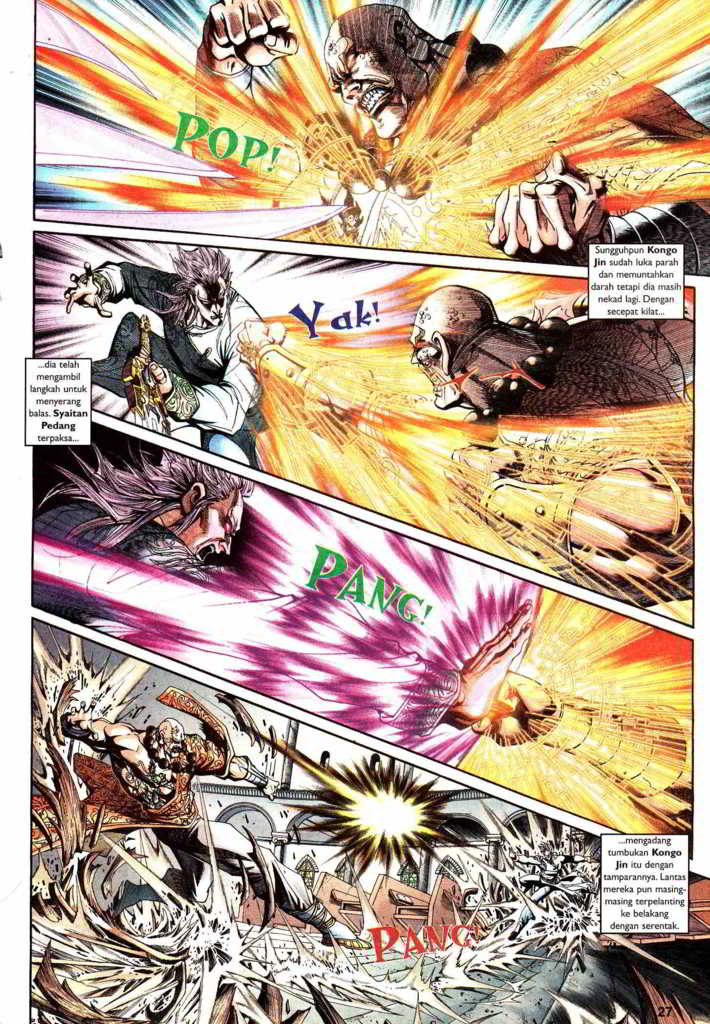 POP!
Sungguhpun Kongo
Jin sudah luka parah
dan memuntahkan
darah tetapi dia masih
nekad lagi. Dengan
secepat kilat...
Yak!
...dia telah
mengambil
langkah untuk
menyerang
balas. Syaitan
Pedang
terpaksa...
PANG!
...mengadang
tumbukan Kongo
Jin itu dengan
tamparannya. Lantas
mereka pun masing-
masing terpelanting
ke belakang
dengan serentak.
PANG!
27